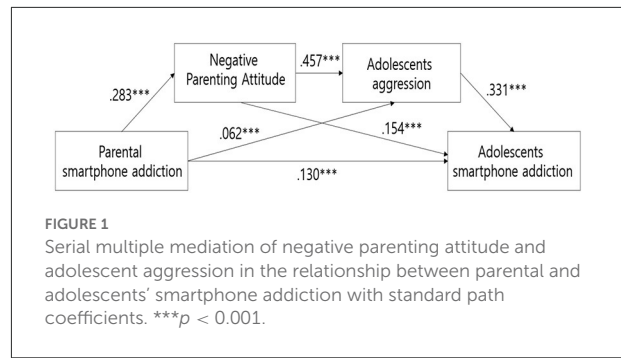 Negative
Parenting Attitude
.457***
Adolescents
aggression
.283***
.331***
.062***
.154***
Parental
smartphone addiction
.130***
Adolescents
smartphone addiction
FIGURE 1
Serial multiple mediation of negative parenting attitude and
adolescent aggression in the relationship between parental and
adolescents' smartphone addiction with standard path
coefficients. ***p < 0.001.